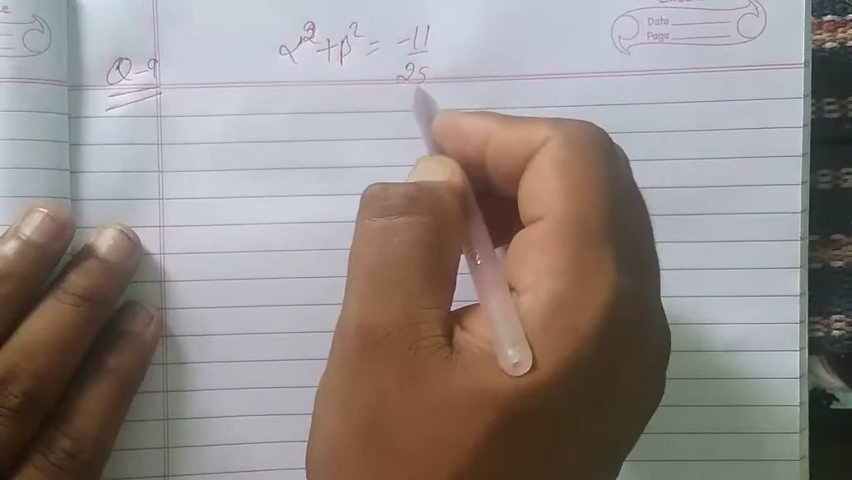 α² + β² = -11/25
Q-9
Date
Page